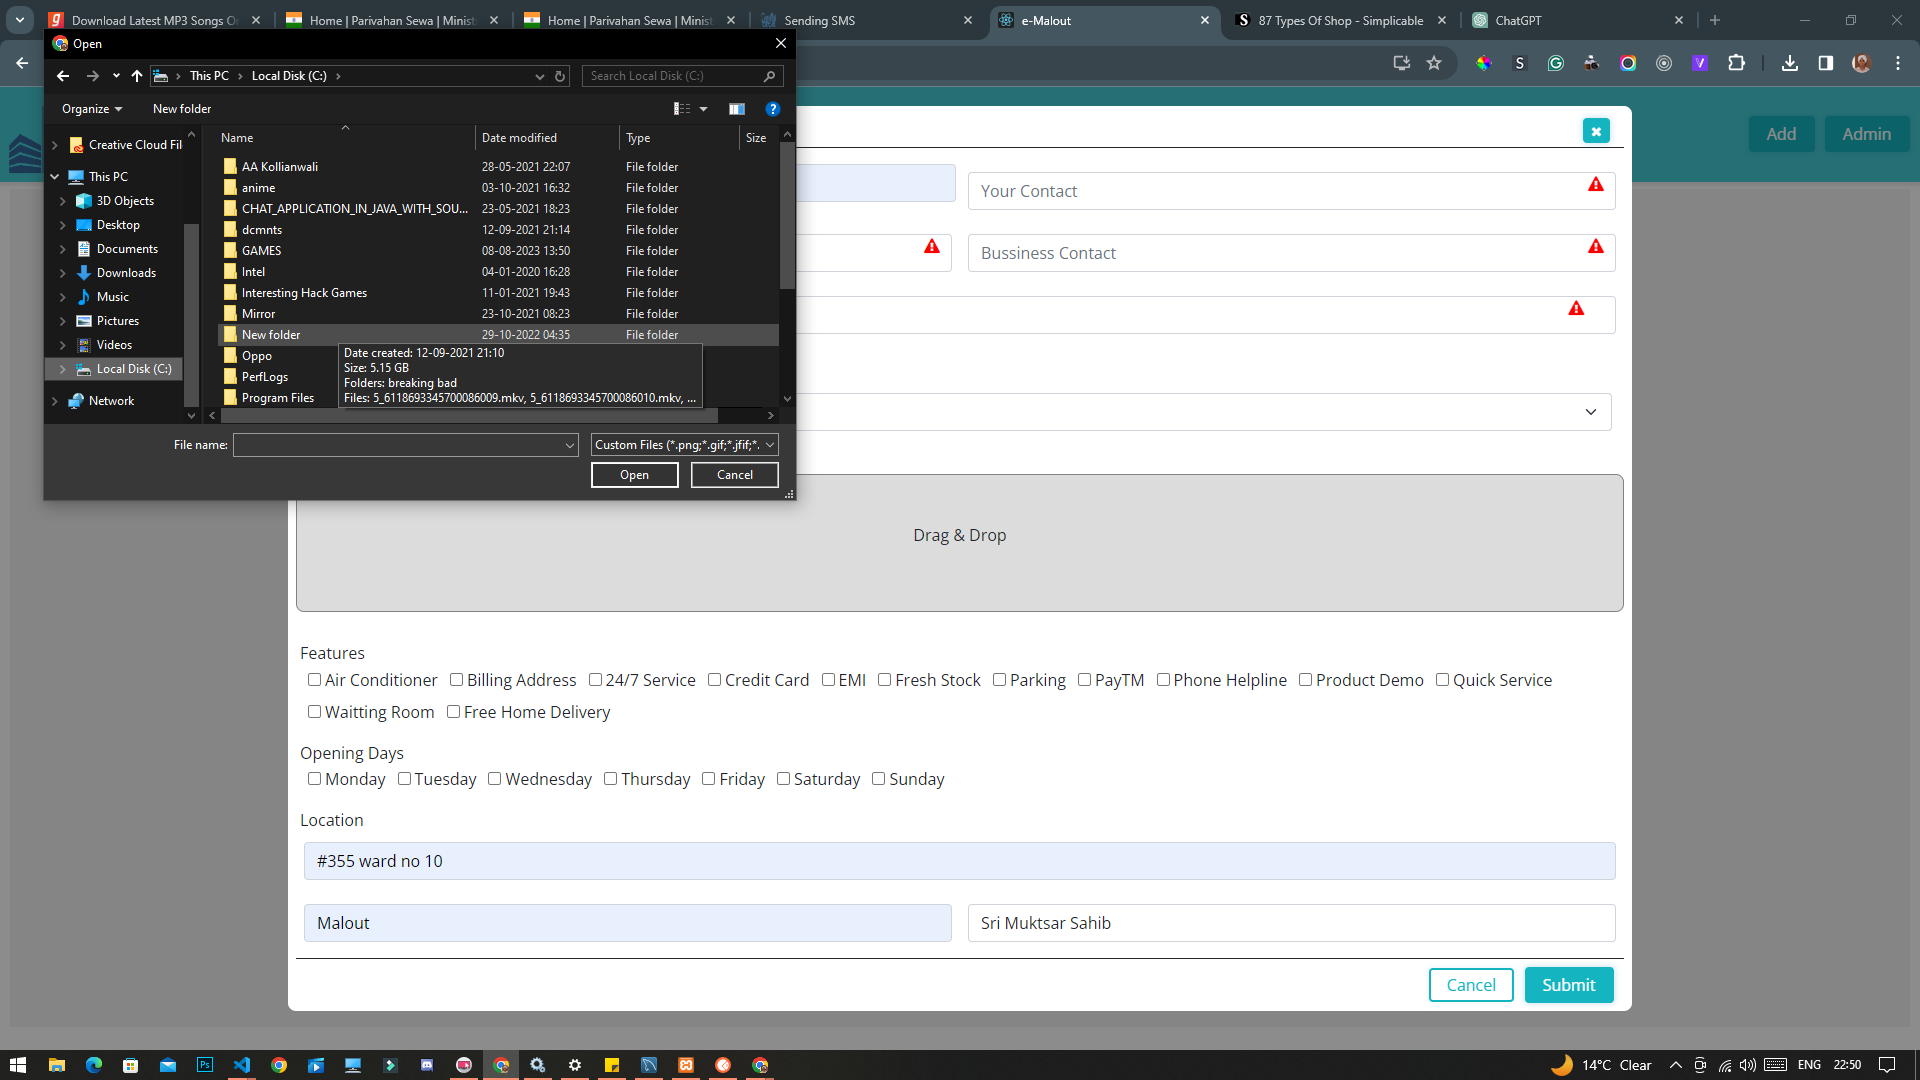 Download Latest MP3 Songs On
Home | Parivahan Sewa | Minist
Home | Parivahan Sewa | Minist
Sending SMS
e-Malout
87 Types Of Shop - Simplicable
ChatGPT
Open
This PC
Local Disk (C:)
Search Local Disk (C:)
Organize
New folder
Name
Date modified
Type
Size
Creative Cloud Fil
This PC
3D Objects
Desktop
Documents
Downloads
Music
Pictures
Videos
Local Disk (C:)
Network
AA Kollianwali 28-05-2021 22:07 File folder
anime 03-10-2021 16:32 File folder
CHAT_APPLICATION_IN_JAVA_WITH_SOU... 23-05-2021 18:23 File folder
dcmnts 12-09-2021 21:14 File folder
GAMES 08-08-2023 13:50 File folder
Intel 04-01-2020 16:28 File folder
Interesting Hack Games 11-01-2021 19:43 File folder
Mirror 23-10-2021 08:23 File folder
New folder 29-10-2022 04:35 File folder
Oppo
PerfLogs
Program Files
Date created: 12-09-2021 21:10
Size: 5.15 GB
Folders: breaking bad
Files: 5_6118693345700086009.mkv, 5_6118693345700086010.mkv, ...
File name:
Custom Files (*.png;*.gif;*.jfif;*.
Open
Cancel
Add
Admin
Your Contact
Bussiness Contact
Drag & Drop
Features
Air Conditioner Billing Address 24/7 Service Credit Card EMI Fresh Stock Parking PayTM Phone Helpline Product Demo Quick Service
Waitting Room Free Home Delivery
Opening Days
Monday Tuesday Wednesday Thursday Friday Saturday Sunday
Location
#355 ward no 10
Malout
Sri Muktsar Sahib
Cancel
Submit
14°C Clear
ENG
22:50